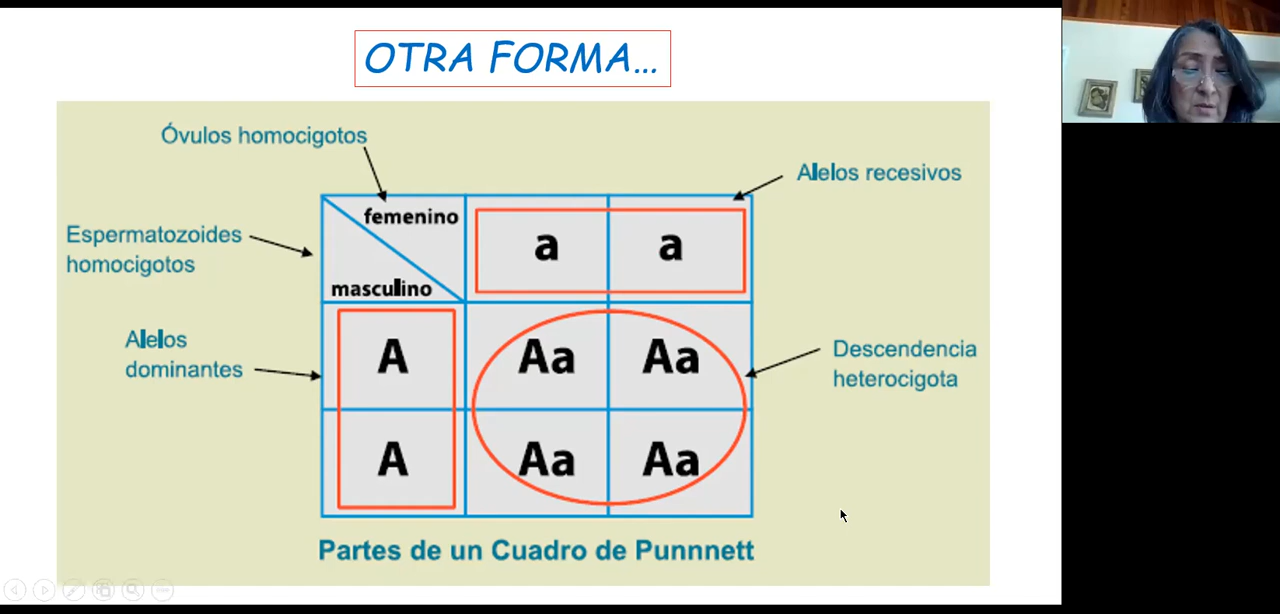 OTRA FORMA...
Óvulos homocigotos
Alelos recesivos
Espermatozoides
homocigotos
femenino
masculino
a a
Alelos
dominantes
A Aa Aa
Descendencia
heterocigota
A Aa Aa
Partes de un Cuadro de Punnnett